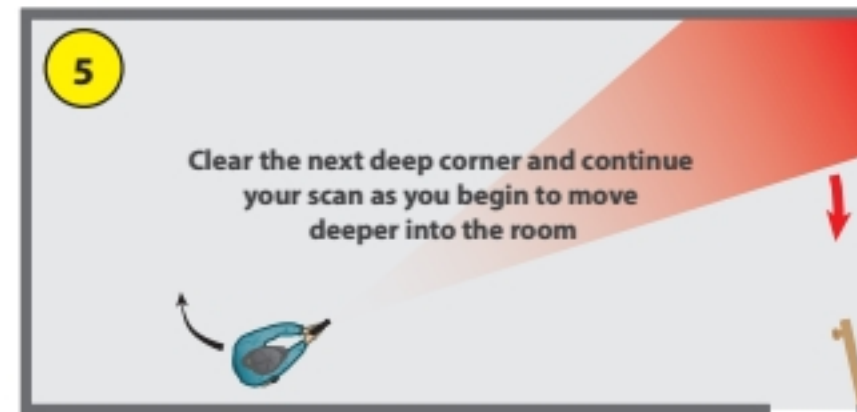 5
Clear the next deep corner and continue
your scan as you begin to move
deeper into the room